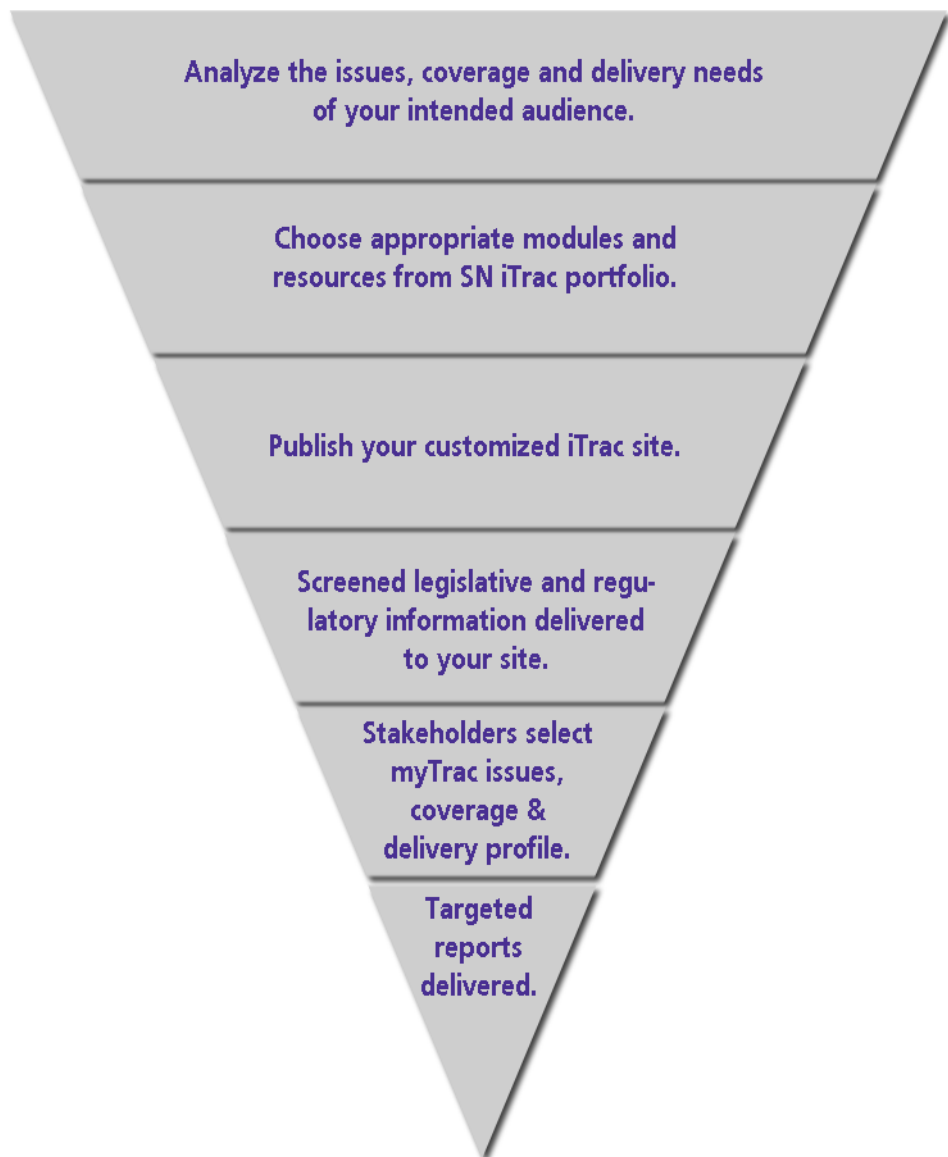 Analyze the issues, coverage and delivery needs
of your intended audience.
Choose appropriate modules and
resources from SN iTrac portfolio.
Publish your customized iTrac site.
Screened legislative and regu-
latory information delivered
to your site.
Stakeholders select
myTrac issues,
coverage &
delivery profile.
Targeted
reports
delivered.